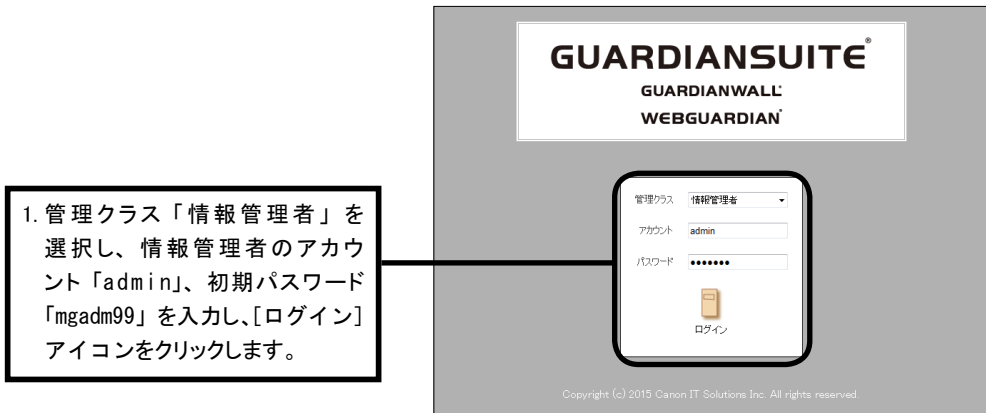 GUARDIANSUITE®
GUARDIANWALL
WEBGUARDIAN
管理クラス 情報管理者
アカウント admin
パスワード ●●●●●●●
ログイン
1. 管理クラス「情報管理者」を
選択し、情報管理者のアカウ
ント「admin」、初期パスワード
「mgadm99」を入力し、[ログイン]
アイコンをクリックします。
Copyright (c) 2015 Canon IT Solutions Inc. All rights reserved.